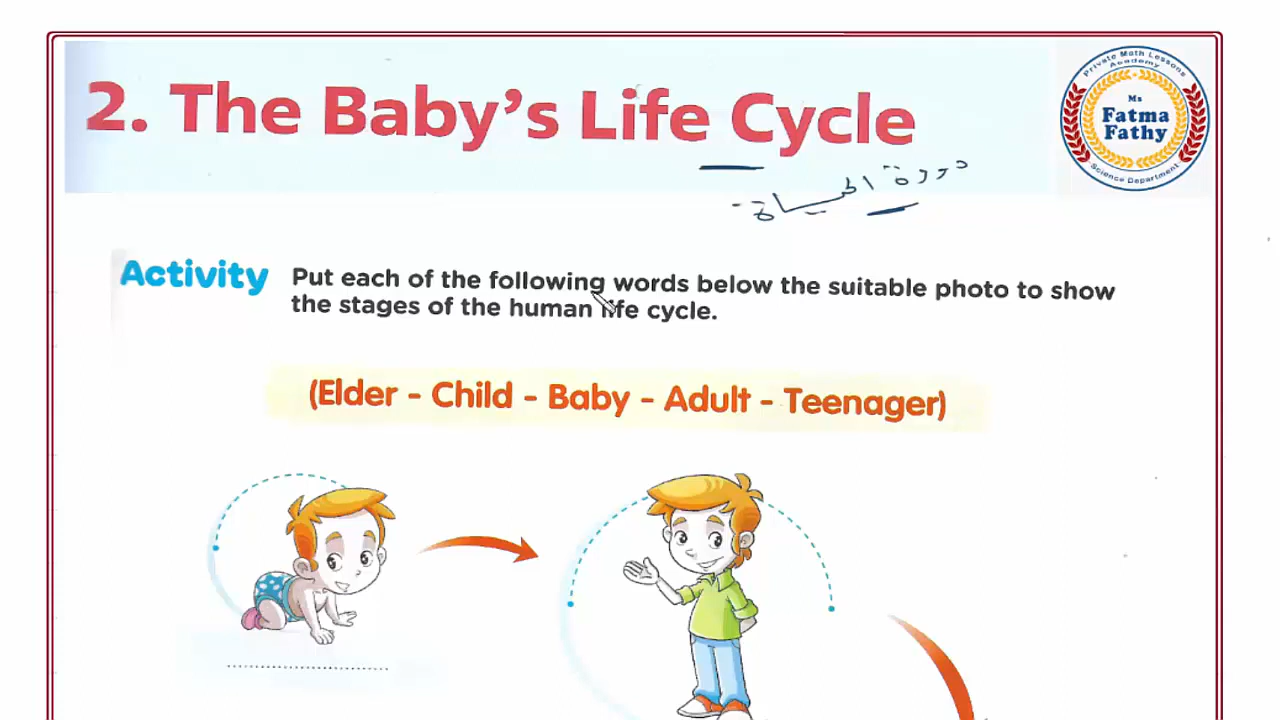 2. The Baby's Life Cycle
Private Math Lessons
Academy
Ms
Fatma
Fathy
Science Department
دورة الحياة
Activity
Put each of the following words below the suitable photo to show
the stages of the human life cycle.
(Elder - Child - Baby - Adult - Teenager)